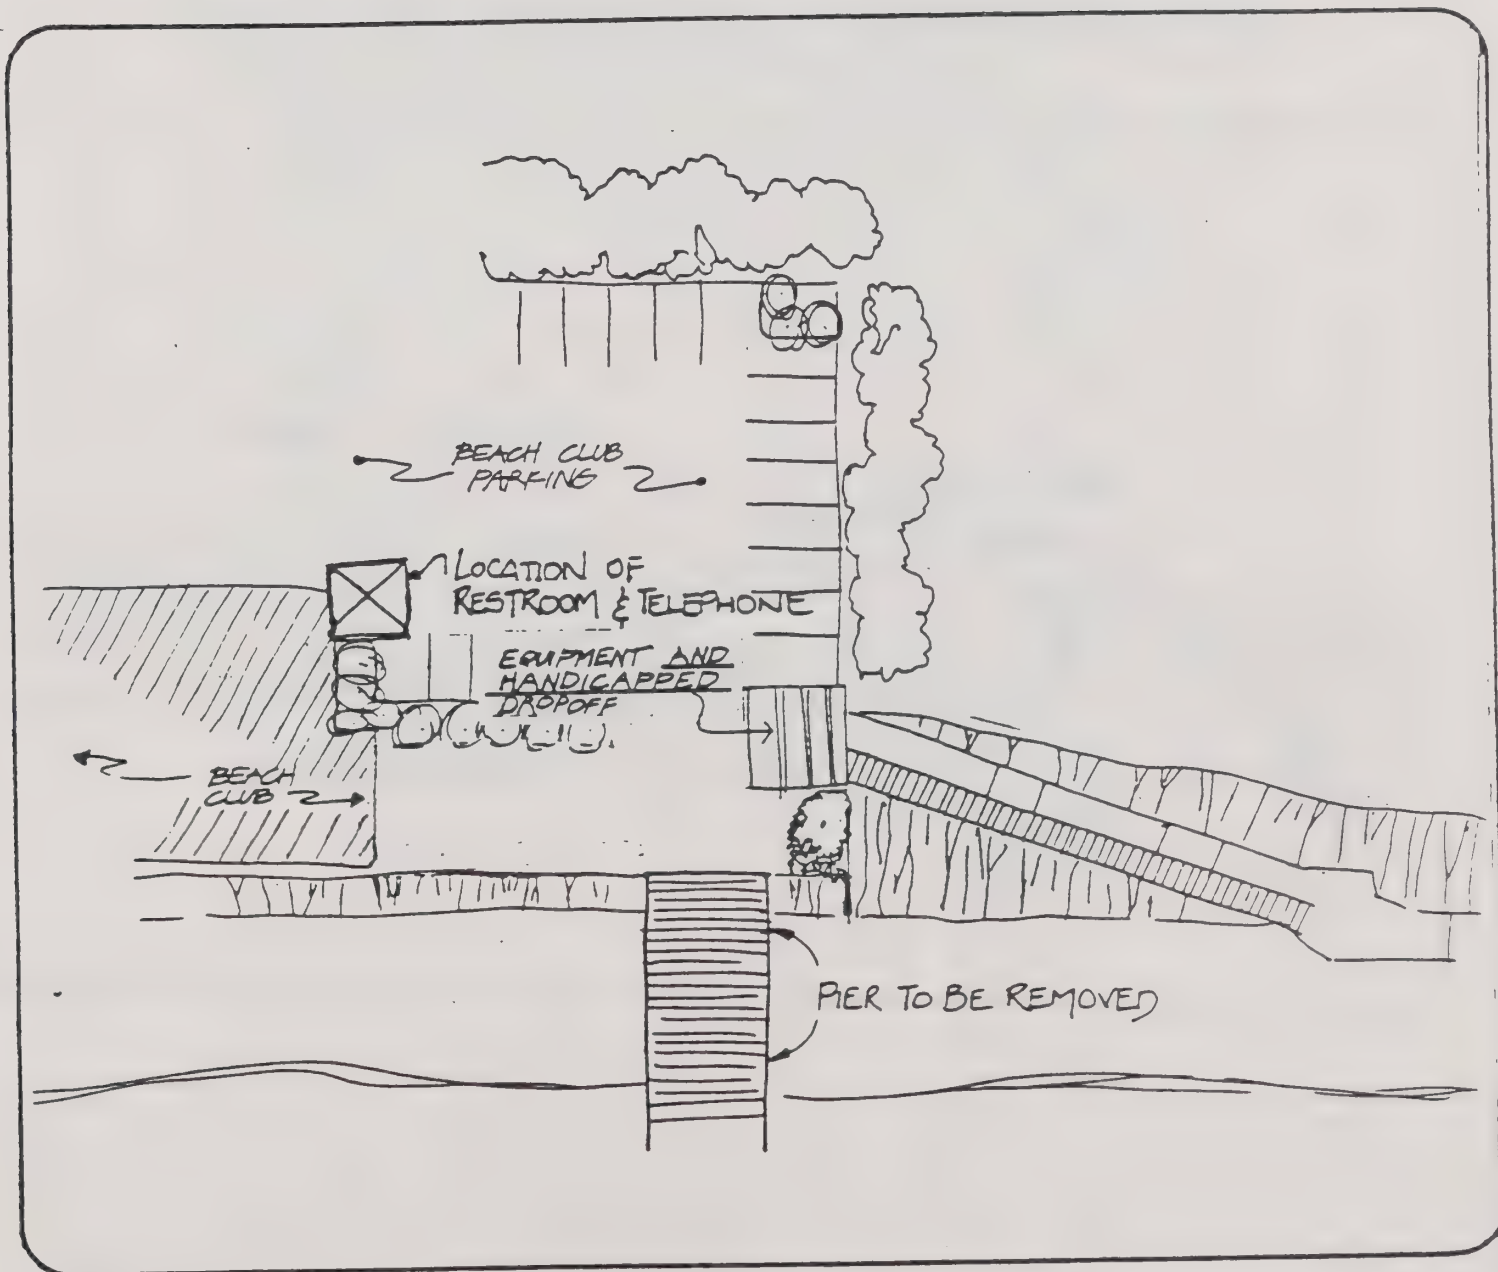 BEACH CLUB
PARKING
LOCATION OF
RESTROOM & TELEPHONE
EQUIPMENT AND
HANDICAPPED
DROPOFF
BEACH
CLUB
PIER TO BE REMOVED